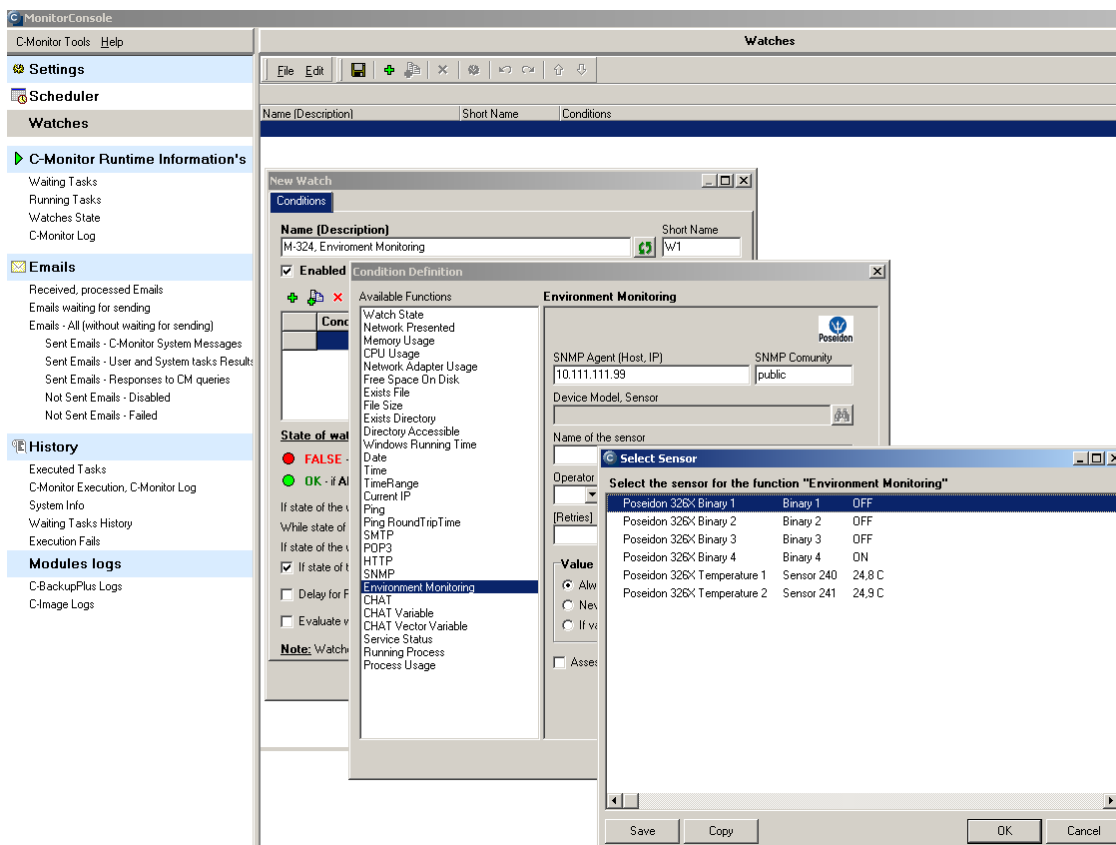 MonitorConsole
C-Monitor Tools Help
Settings
Scheduler
Watches
C-Monitor Runtime Information's
Waiting Tasks
Running Tasks
Watches State
C-Monitor Log
Emails
Received, processed Emails
Emails waiting for sending
Emails - All (without waiting for sending)
Sent Emails - C-Monitor System Messages
Sent Emails - User and System tasks Results
Sent Emails - Responses to CM queries
Not Sent Emails - Disabled
Not Sent Emails - Failed
History
Executed Tasks
C-Monitor Execution, C-Monitor Log
System Info
Waiting Tasks History
Execution Fails
Modules logs
C-BackupPlus Logs
C-Image Logs
Watches
File Edit
Name (Description) Short Name Conditions
New Watch
Conditions
Name (Description) Short Name
M-324, Enviroment Monitoring W1
Enabled
Conc
State of wat
FALSE -
OK - if Al
If state of the v
While state of
If state of the v
If state of t
Delay for F
Evaluate v
Note: Watche
Condition Definition
Available Functions
Watch State
Network Presented
Memory Usage
CPU Usage
Network Adapter Usage
Free Space On Disk
Exists File
File Size
Exists Directory
Directory Accessible
Windows Running Time
Date
Time
TimeRange
Current IP
Ping
Ping RoundTripTime
SMTP
POP3
HTTP
SNMP
Environment Monitoring
CHAT
CHAT Variable
CHAT Vector Variable
Service Status
Running Process
Process Usage
Environment Monitoring
Poseidon
SNMP Agent (Host, IP) SNMP Comunity
10.111.111.99 public
Device Model, Sensor
Name of the sensor
Operator
[Retries]
Value
Alw
Nev
If va
Asses
Select Sensor
Select the sensor for the function "Environment Monitoring"
Poseidon 326X Binary 1 Binary 1 OFF
Poseidon 326X Binary 2 Binary 2 OFF
Poseidon 326X Binary 3 Binary 3 OFF
Poseidon 326X Binary 4 Binary 4 ON
Poseidon 326X Temperature 1 Sensor 240 24,8 C
Poseidon 326X Temperature 2 Sensor 241 24,9 C
Save Copy OK Cancel